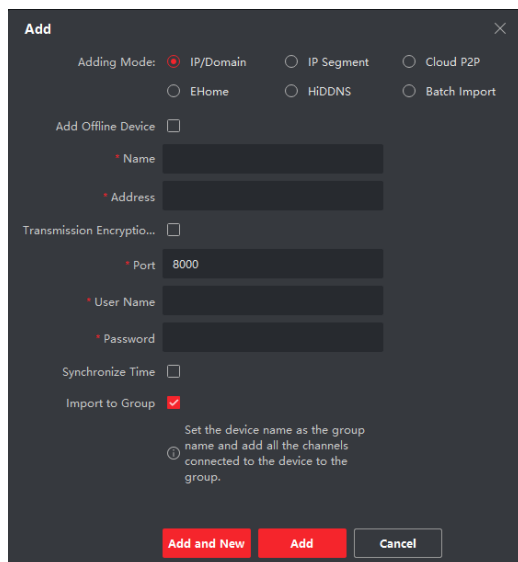 Add
Adding Mode: IP/Domain IP Segment Cloud P2P
EHome HiDDNS Batch Import
Add Offline Device
* Name
* Address
Transmission Encryptio...
* Port 8000
* User Name
* Password
Synchronize Time
Import to Group
Set the device name as the group
name and add all the channels
connected to the device to the
group.
Add and New Add Cancel